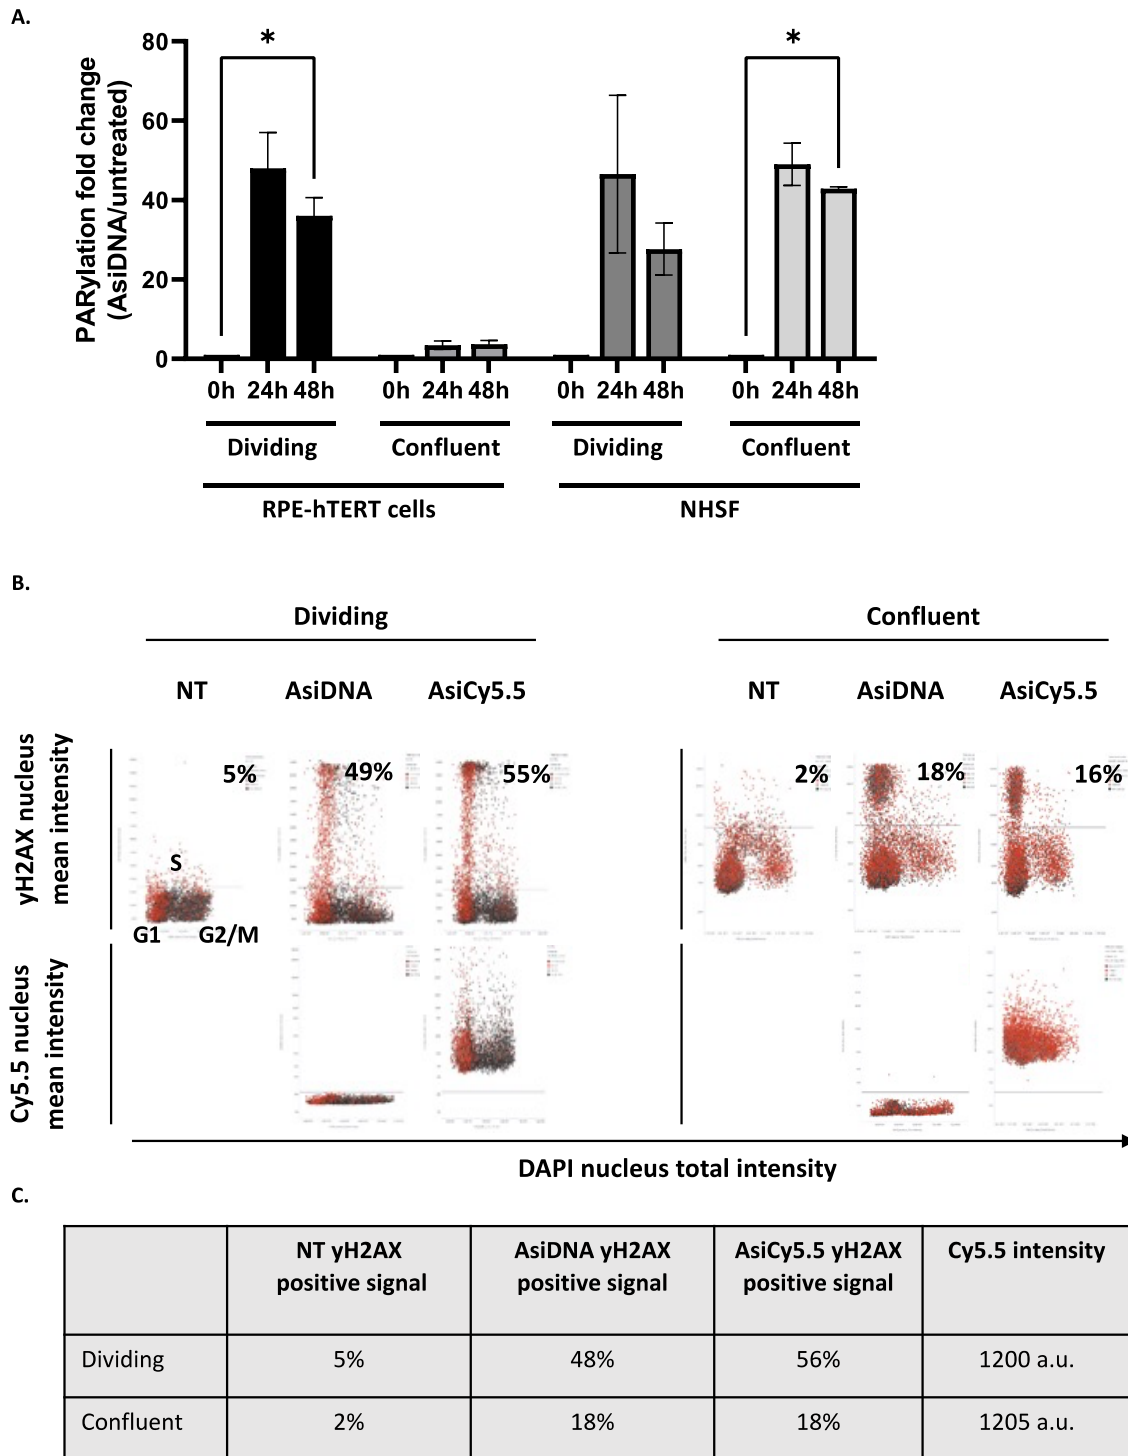 A.
*
*
80
60
40
20
0
PARylation fold change
(AsiDNA/untreated)
0h 24h 48h 0h 24h 48h 0h 24h 48h 0h 24h 48h
Dividing Confluent Dividing Confluent
RPE-hTERT cells NHSF
B.
Dividing Confluent
NT AsiDNA AsiCy5.5 NT AsiDNA AsiCy5.5
yH2AX nucleus
mean intensity
5% 49% 55% 2% 18% 16%
S
G1 G2/M
Cy5.5 nucleus
mean intensity
DAPI nucleus total intensity
C.
NT yH2AX
positive signal
AsiDNA yH2AX
positive signal
AsiCy5.5 yH2AX
positive signal
Cy5.5 intensity
Dividing 5% 48% 56% 1200 a.u.
Confluent 2% 18% 18% 1205 a.u.